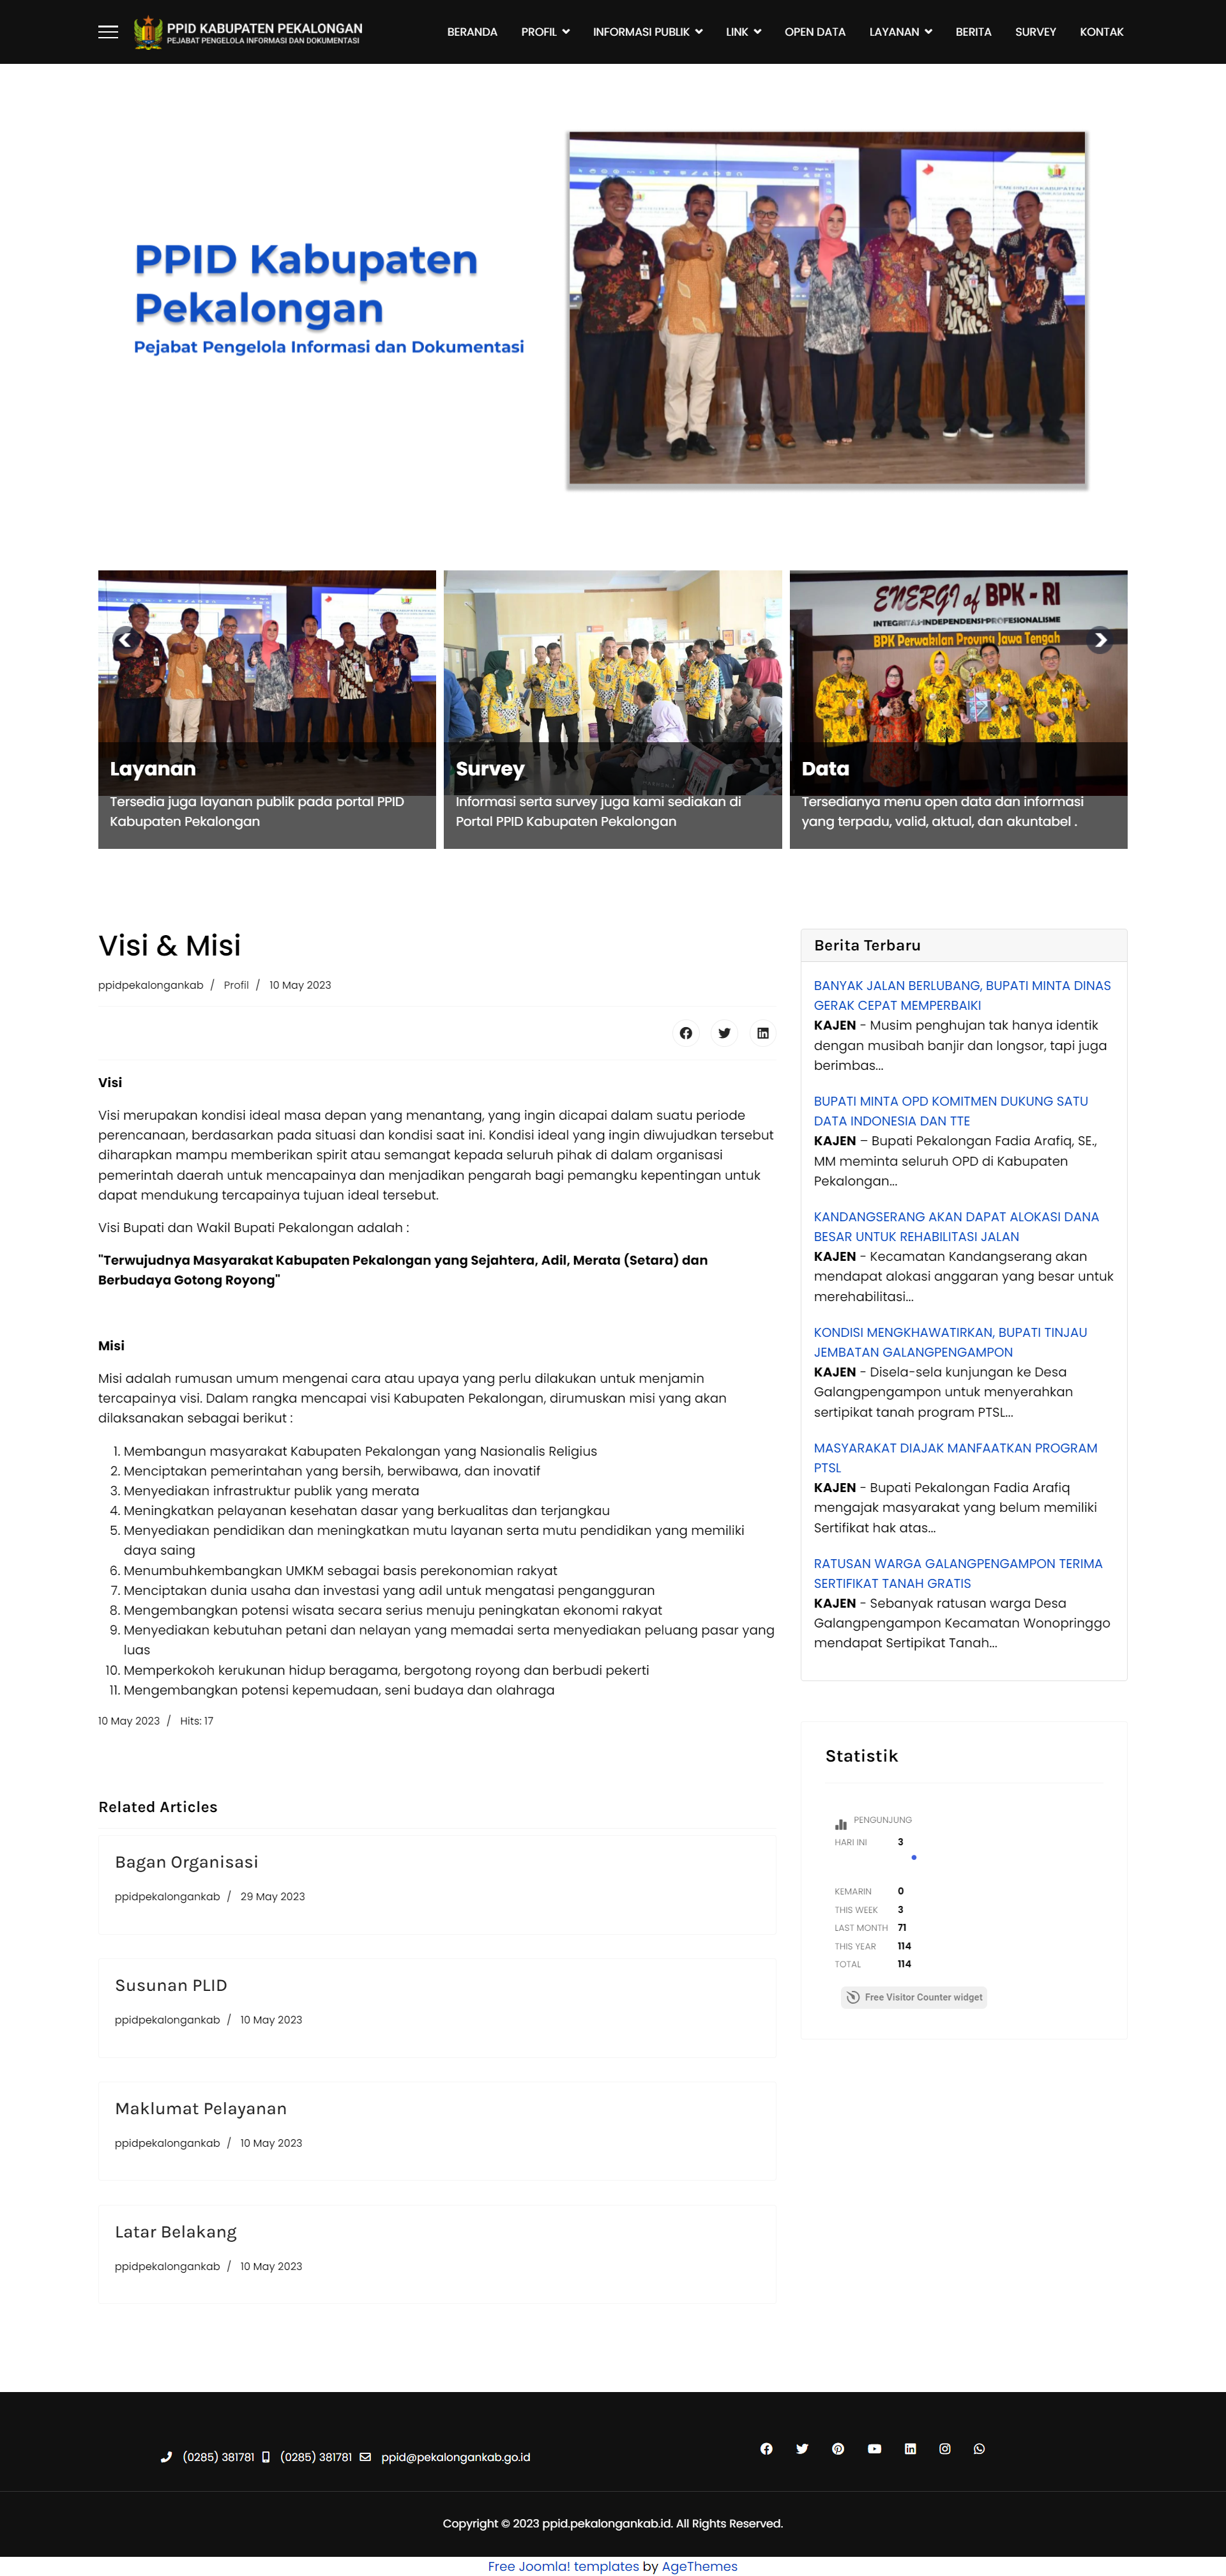 PPID KABUPATEN PEKALONGAN
PEJABAT PENGELOLA INFORMASI DAN DOKUMENTASI
BERANDA PROFIL INFORMASI PUBLIK LINK OPEN DATA LAYANAN BERITA SURVEY KONTAK
PPID Kabupaten
Pekalongan
Pejabat Pengelola Informasi dan Dokumentasi
ENERGI of BPK - RI
INTEGRITAS-INDEPENDENSI-PROFESIONALISME
BPK Perwakilan Provinsi Jawa Tengah
Layanan
Tersedia juga layanan publik pada portal PPID
Kabupaten Pekalongan
Survey
Informasi serta survey juga kami sediakan di
Portal PPID Kabupaten Pekalongan
Data
Tersedianya menu open data dan informasi
yang terpadu, valid, aktual, dan akuntabel .
Visi & Misi
ppidpekalongankab / Profil / 10 May 2023
Visi
Visi merupakan kondisi ideal masa depan yang menantang, yang ingin dicapai dalam suatu periode
perencanaan, berdasarkan pada situasi dan kondisi saat ini. Kondisi ideal yang ingin diwujudkan tersebut
diharapkan mampu memberikan spirit atau semangat kepada seluruh pihak di dalam organisasi
pemerintah daerah untuk mencapainya dan menjadikan pengarah bagi pemangku kepentingan untuk
dapat mendukung tercapainya tujuan ideal tersebut.
Visi Bupati dan Wakil Bupati Pekalongan adalah :
"Terwujudnya Masyarakat Kabupaten Pekalongan yang Sejahtera, Adil, Merata (Setara) dan
Berbudaya Gotong Royong"
Misi
Misi adalah rumusan umum mengenai cara atau upaya yang perlu dilakukan untuk menjamin
tercapainya visi. Dalam rangka mencapai visi Kabupaten Pekalongan, dirumuskan misi yang akan
dilaksanakan sebagai berikut :
1. Membangun masyarakat Kabupaten Pekalongan yang Nasionalis Religius
2. Menciptakan pemerintahan yang bersih, berwibawa, dan inovatif
3. Menyediakan infrastruktur publik yang merata
4. Meningkatkan pelayanan kesehatan dasar yang berkualitas dan terjangkau
5. Menyediakan pendidikan dan meningkatkan mutu layanan serta mutu pendidikan yang memiliki
daya saing
6. Menumbuhkembangkan UMKM sebagai basis perekonomian rakyat
7. Menciptakan dunia usaha dan investasi yang adil untuk mengatasi pengangguran
8. Mengembangkan potensi wisata secara serius menuju peningkatan ekonomi rakyat
9. Menyediakan kebutuhan petani dan nelayan yang memadai serta menyediakan peluang pasar yang
luas
10. Memperkokoh kerukunan hidup beragama, bergotong royong dan berbudi pekerti
11. Mengembangkan potensi kepemudaan, seni budaya dan olahraga
10 May 2023 / Hits: 17
Related Articles
Bagan Organisasi
ppidpekalongankab / 29 May 2023
Susunan PLID
ppidpekalongankab / 10 May 2023
Maklumat Pelayanan
ppidpekalongankab / 10 May 2023
Latar Belakang
ppidpekalongankab / 10 May 2023
Berita Terbaru
BANYAK JALAN BERLUBANG, BUPATI MINTA DINAS
GERAK CEPAT MEMPERBAIKI
KAJEN - Musim penghujan tak hanya identik
dengan musibah banjir dan longsor, tapi juga
berimbas...
BUPATI MINTA OPD KOMITMEN DUKUNG SATU
DATA INDONESIA DAN TTE
KAJEN – Bupati Pekalongan Fadia Arafiq, SE.,
MM meminta seluruh OPD di Kabupaten
Pekalongan...
KANDANGSERANG AKAN DAPAT ALOKASI DANA
BESAR UNTUK REHABILITASI JALAN
KAJEN - Kecamatan Kandangserang akan
mendapat alokasi anggaran yang besar untuk
merehabilitasi...
KONDISI MENGKHAWATIRKAN, BUPATI TINJAU
JEMBATAN GALANGPENGAMPON
KAJEN - Disela-sela kunjungan ke Desa
Galangpengampon untuk menyerahkan
sertipikat tanah program PTSL...
MASYARAKAT DIAJAK MANFAATKAN PROGRAM
PTSL
KAJEN - Bupati Pekalongan Fadia Arafiq
mengajak masyarakat yang belum memiliki
Sertifikat hak atas...
RATUSAN WARGA GALANGPENGAMPON TERIMA
SERTIFIKAT TANAH GRATIS
KAJEN - Sebanyak ratusan warga Desa
Galangpengampon Kecamatan Wonopringgo
mendapat Sertipikat Tanah...
Statistik
PENGUNJUNG
HARI INI 3
KEMARIN 0
THIS WEEK 3
LAST MONTH 71
THIS YEAR 114
TOTAL 114
Free Visitor Counter widget
(0285) 381781 (0285) 381781 ppid@pekalongankab.go.id
Copyright © 2023 ppid.pekalongankab.id. All Rights Reserved.
Free Joomla! templates by AgeThemes